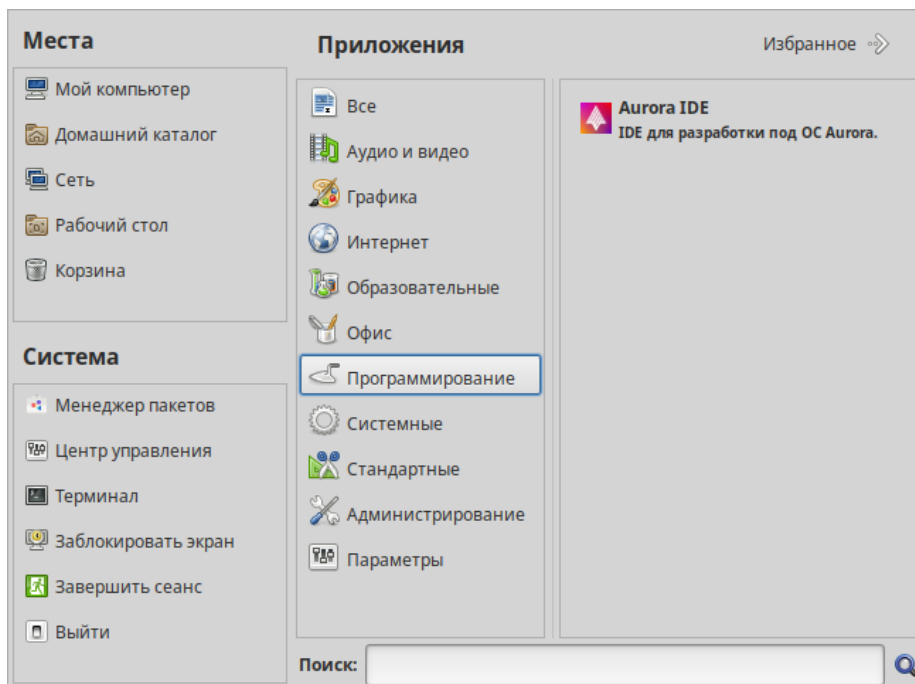 Места
Мой компьютер
Домашний каталог
Сеть
Рабочий стол
Корзина
Система
Менеджер пакетов
Центр управления
Терминал
Заблокировать экран
Завершить сеанс
Выйти
Приложения
Избранное
Все
Аудио и видео
Графика
Интернет
Образовательные
Офис
Программирование
Системные
Стандартные
Администрирование
Параметры
Aurora IDE
IDE для разработки под ОС Aurora.
Поиск: